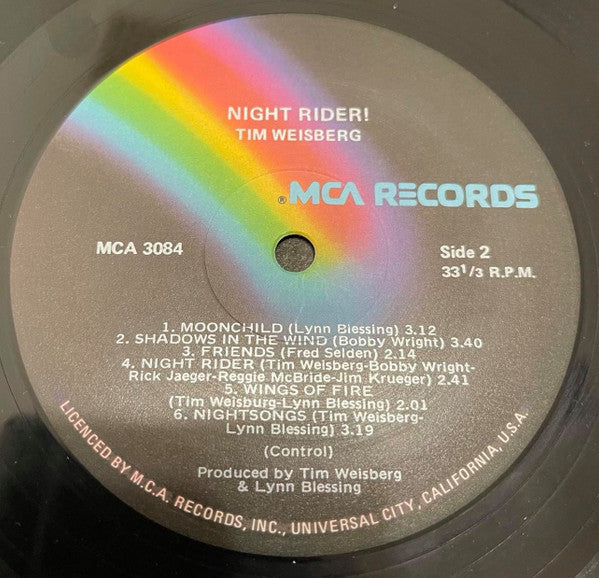 NIGHT RIDER!
TIM WEISBERG
® MCA RECORDS
MCA 3084
Side 2
33 1/3 R.P.M.
1. MOONCHILD (Lynn Blessing) 3.12
2. SHADOWS IN THE WIND (Bobby Wright) 3.40
3. FRIENDS (Fred Selden) 2.14
4. NIGHT RIDER (Tim Weisberg-Bobby Wright-
Rick Jaeger-Reggie McBride-Jim Krueger) 2.41
5. WINGS OF FIRE
(Tim Weisburg-Lynn Blessing) 2.01
6. NIGHTSONGS (Tim Weisberg-
Lynn Blessing) 3.19
(Control)
Produced by Tim Weisberg
& Lynn Blessing
LICENCED BY M.C.A. RECORDS, INC., UNIVERSAL CITY, CALIFORNIA, U.S.A.